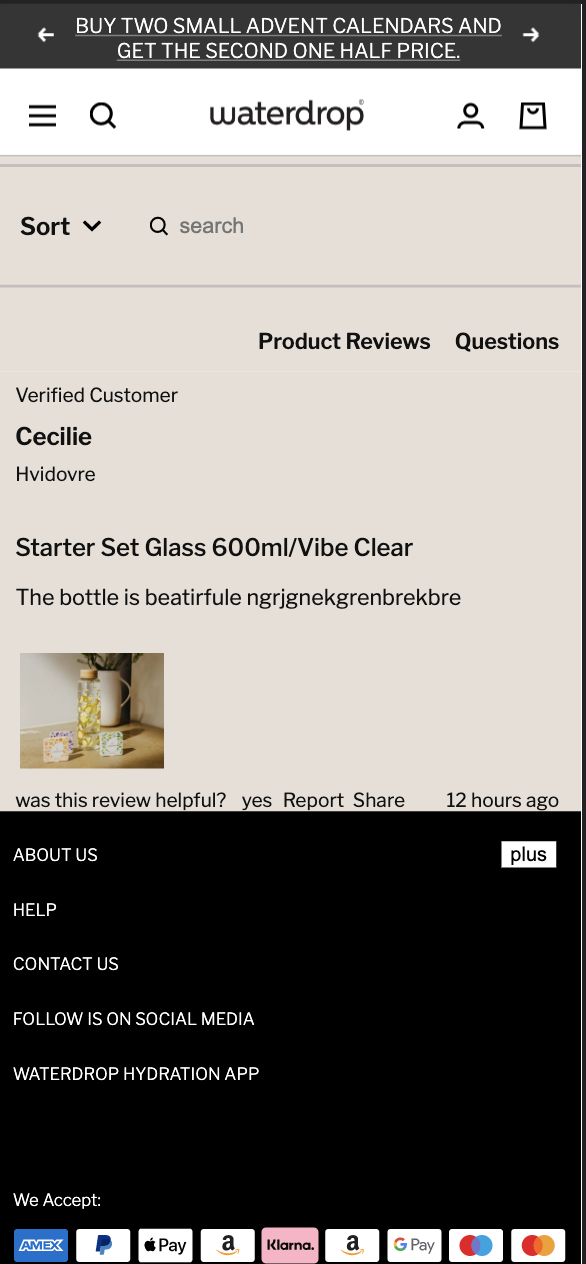 BUY TWO SMALL ADVENT CALENDARS AND
GET THE SECOND ONE HALF PRICE.
waterdrop®
Sort
search
Product Reviews Questions
Verified Customer
Cecilie
Hvidovre
Starter Set Glass 600ml/Vibe Clear
The bottle is beatirfule ngrjgnekgrenbrekbre
was this review helpful? yes Report Share 12 hours ago
ABOUT US plus
HELP
CONTACT US
FOLLOW IS ON SOCIAL MEDIA
WATERDROP HYDRATION APP
We Accept:
AMEX Pay a Klarna. a G Pay